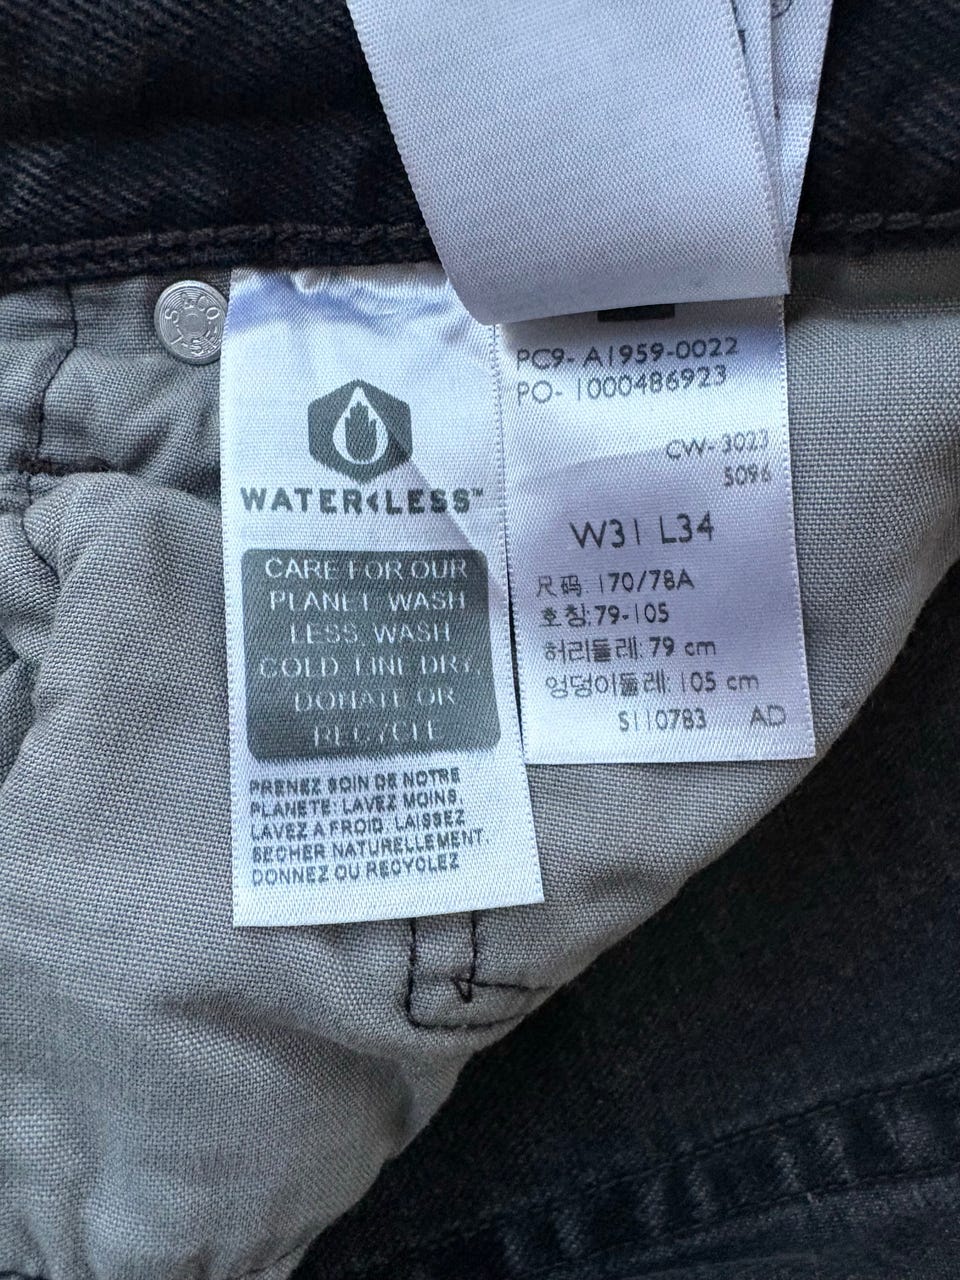 WATER<LESS™
CARE FOR OUR
PLANET WASH
LESS, WASH
COLD, LINE DRY,
DONATE OR
RECYCLE
PRENEZ SOIN DE NOTRE
PLANETE: LAVEZ MOINS,
LAVEZ A FROID, LAISSEZ
SECHER NATURELLEMENT.
DONNEZ OU RECYCLEZ
PC9- A1959-0022
PO- 1000486923
CW- 3023
5096
W31 L34
尺码: 170/78A
호칭:79-105
허리둘레: 79 cm
엉덩이둘레: 105 cm
S110783 AD